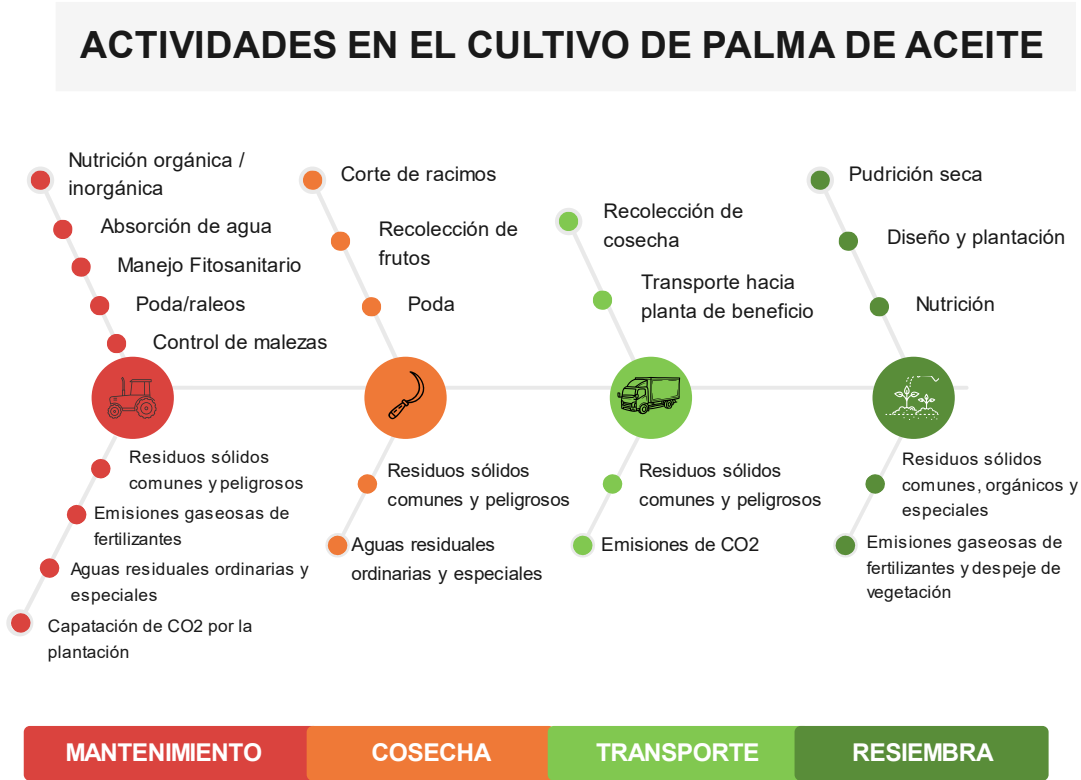 ACTIVIDADES EN EL CULTIVO DE PALMA DE ACEITE
Nutrición orgánica /
inorgánica
Absorción de agua
Manejo Fitosanitario
Poda/raleos
Control de malezas
Residuos sólidos
comunes y peligrosos
Emisiones gaseosas de
fertilizantes
Aguas residuales ordinarias y
especiales
Capatación de CO2 por la
plantación
Corte de racimos
Recolección de
frutos
Poda
Residuos sólidos
comunes y peligrosos
Aguas residuales
ordinarias y especiales
Recolección de
cosecha
Transporte hacia
planta de beneficio
Residuos sólidos
comunes y peligrosos
Emisiones de CO2
Pudrición seca
Diseño y plantación
Nutrición
Residuos sólidos
comunes, orgánicos y
especiales
Emisiones gaseosas de
fertilizantes y despeje de
vegetación
MANTENIMIENTO
COSECHA
TRANSPORTE
RESIEMBRA